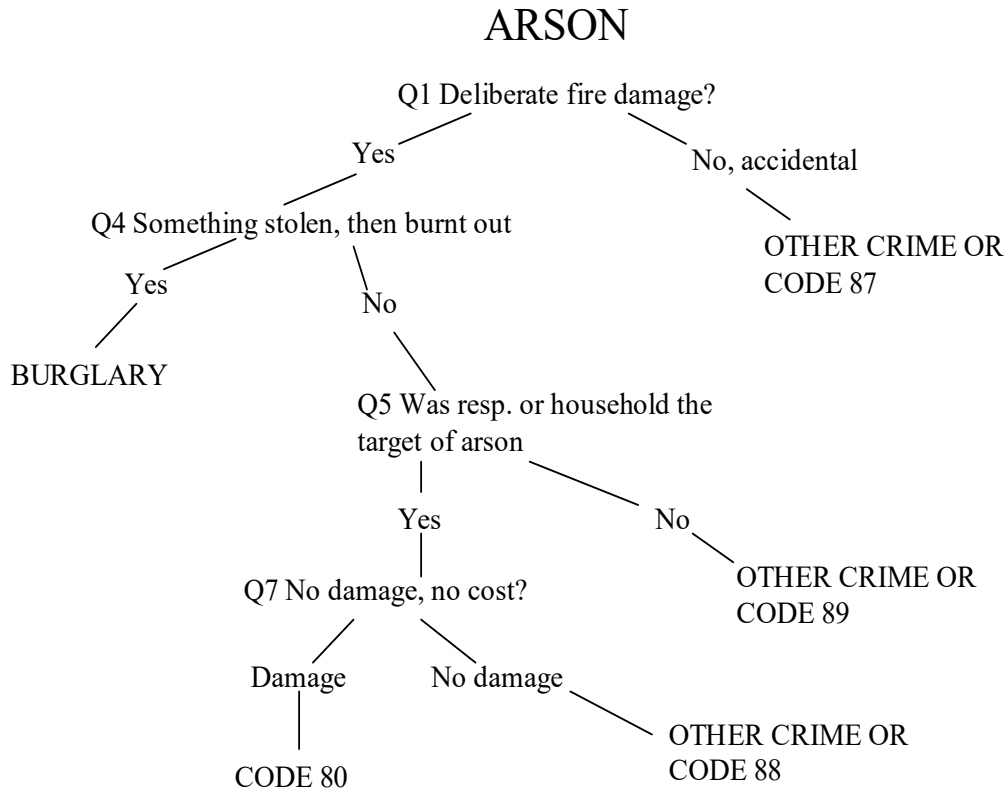 ARSON
Q1 Deliberate fire damage?
Yes
No, accidental
Q4 Something stolen, then burnt out
OTHER CRIME OR
CODE 87
Yes
No
BURGLARY
Q5 Was resp. or household the
target of arson
Yes
No
Q7 No damage, no cost?
OTHER CRIME OR
CODE 89
Damage
No damage
OTHER CRIME OR
CODE 88
CODE 80